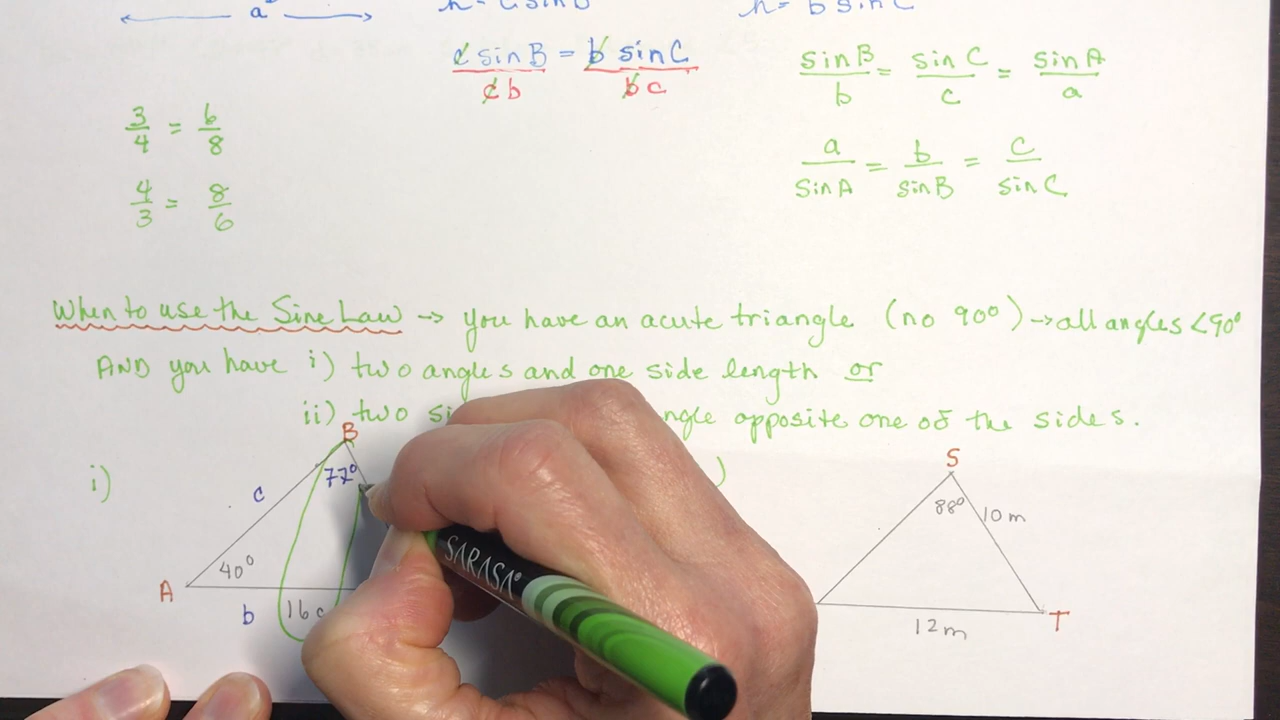 a
c sin B = b sin C
c b b c
sin B = sin C = sin A
b c a
3 = 6
4 8
a = b = c
sin A sin B sin C
4 = 8
3 6
When to use the Sine Law → you have an acute triangle (no 90°) → all angles < 90°
AND you have i) two angles and one side length or
ii) two opposite one of the sides.
i)
B
77°
c
40°
A
b
16
)
S
88°
10 m
12 m
T
SARASA